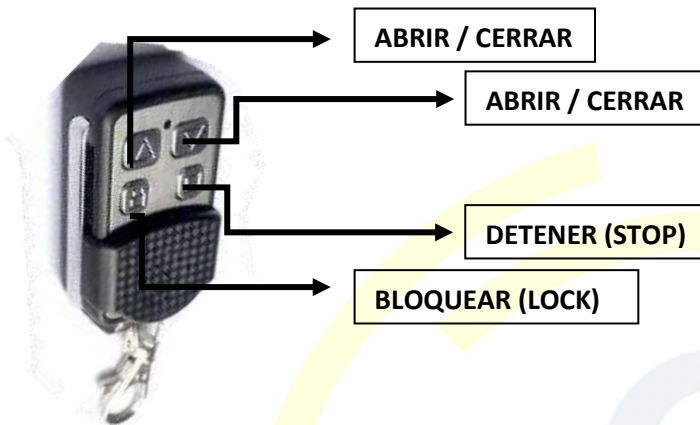 ABRIR / CERRAR
ABRIR / CERRAR
DETENER (STOP)
BLOQUEAR (LOCK)